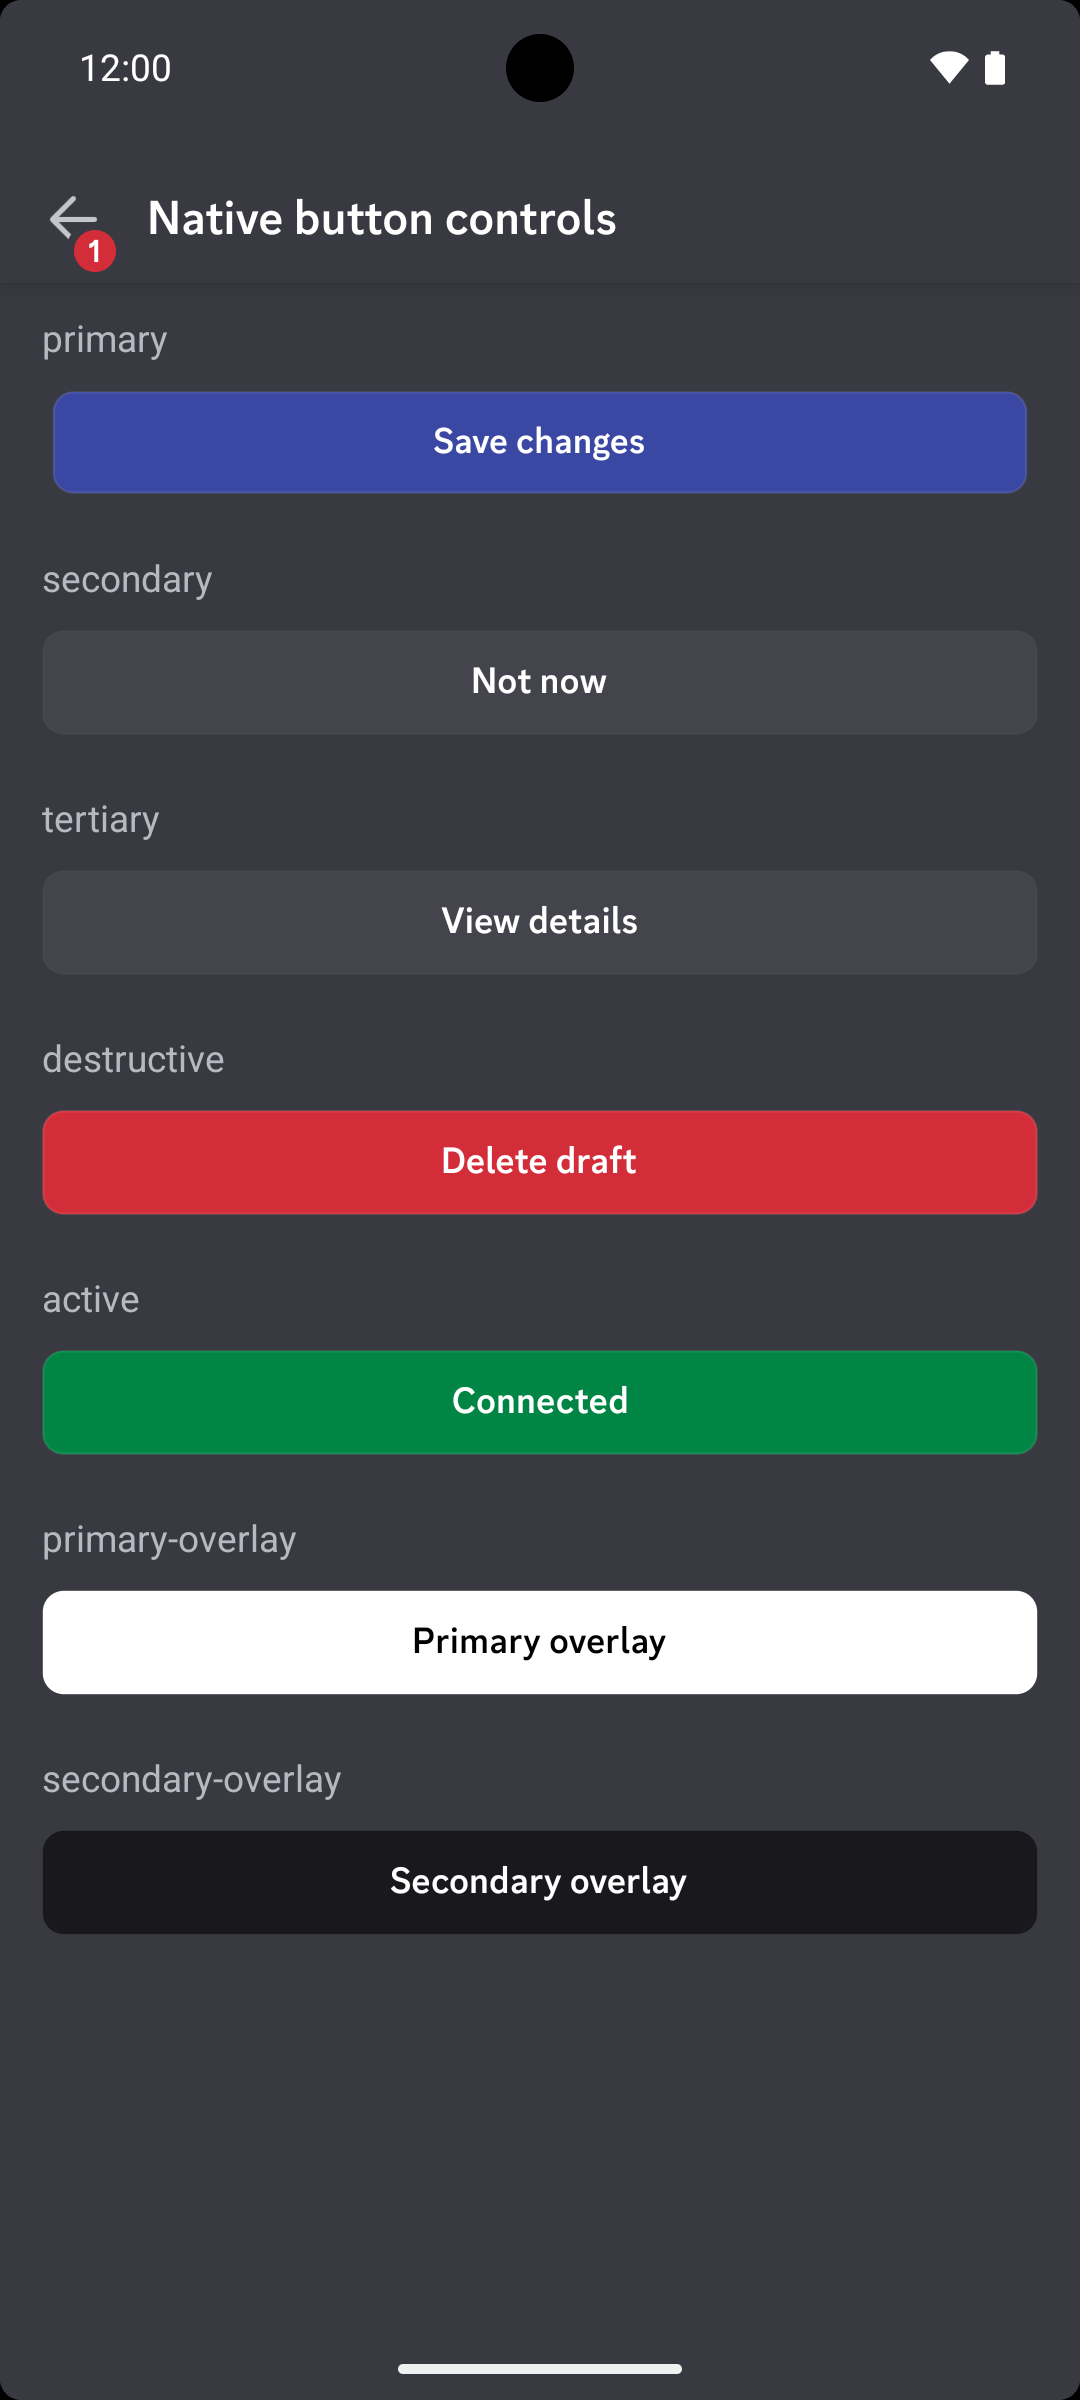 12:00
Native button controls
1
primary
Save changes
secondary
Not now
tertiary
View details
destructive
Delete draft
active
Connected
primary-overlay
Primary overlay
secondary-overlay
Secondary overlay